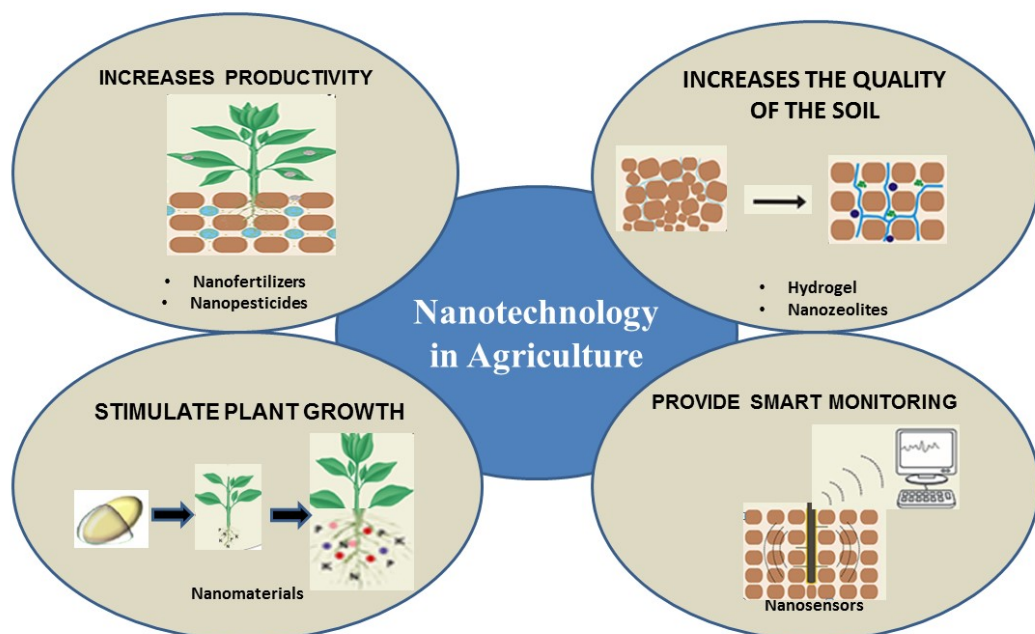 INCREASES PRODUCTIVITY
• Nanofertilizers
• Nanopesticides
INCREASES THE QUALITY
OF THE SOIL
• Hydrogel
• Nanozeolites
Nanotechnology
in Agriculture
STIMULATE PLANT GROWTH
Nanomaterials
PROVIDE SMART MONITORING
Nanosensors